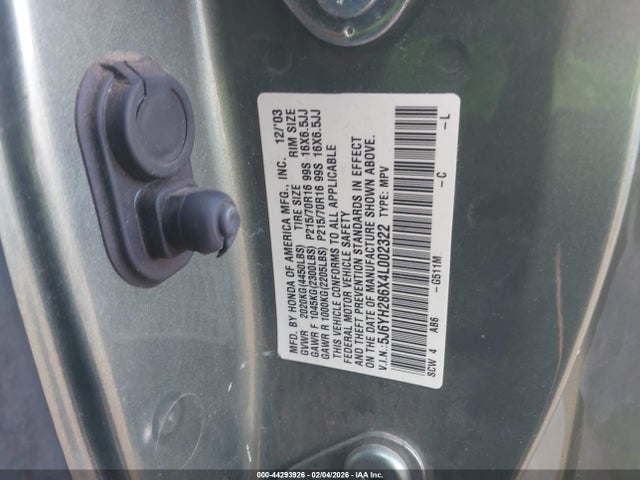 MFD. BY HONDA OF AMERICA MFG., INC. 12/'03
TIRE SIZE RIM SIZE
GVWR 2020KG(4450LBS)
GAWR F 1045KG(2300LBS) P215/70R16 99S 16X6.5JJ
GAWR R 1000KG(2205LBS) P215/70R16 99S 16X6.5JJ
THIS VEHICLE CONFORMS TO ALL APPLICABLE
FEDERAL MOTOR VEHICLE SAFETY
AND THEFT PREVENTION STANDARDS IN EFFECT
ON THE DATE OF MANUFACTURE SHOWN ABOVE.
V.I.N.:5J6YH286X4L002322 TYPE: MPV
SCW 4 AB6 -G511M -C -L
000-44293926 - 02/04/2026 - IAA Inc.